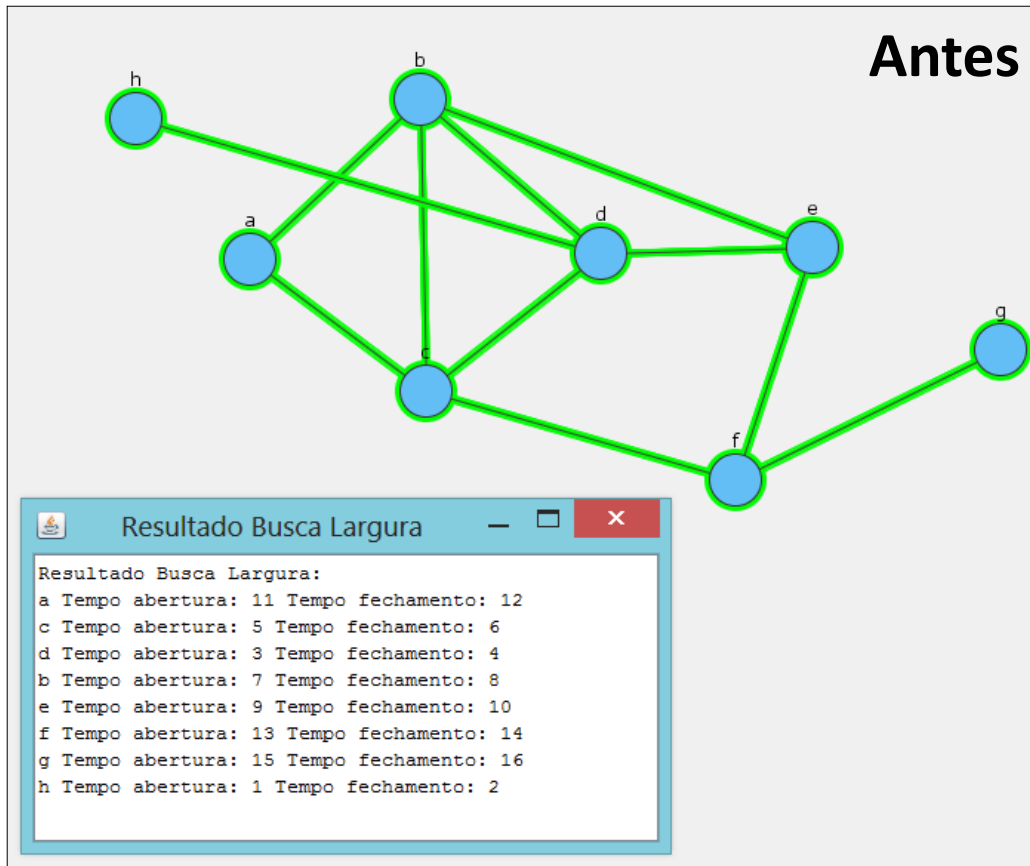 Antes
b
h
e
d
a
g
c
f
Resultado Busca Largura
Resultado Busca Largura:
a Tempo abertura: 11 Tempo fechamento: 12
c Tempo abertura: 5 Tempo fechamento: 6
d Tempo abertura: 3 Tempo fechamento: 4
b Tempo abertura: 7 Tempo fechamento: 8
e Tempo abertura: 9 Tempo fechamento: 10
f Tempo abertura: 13 Tempo fechamento: 14
g Tempo abertura: 15 Tempo fechamento: 16
h Tempo abertura: 1 Tempo fechamento: 2